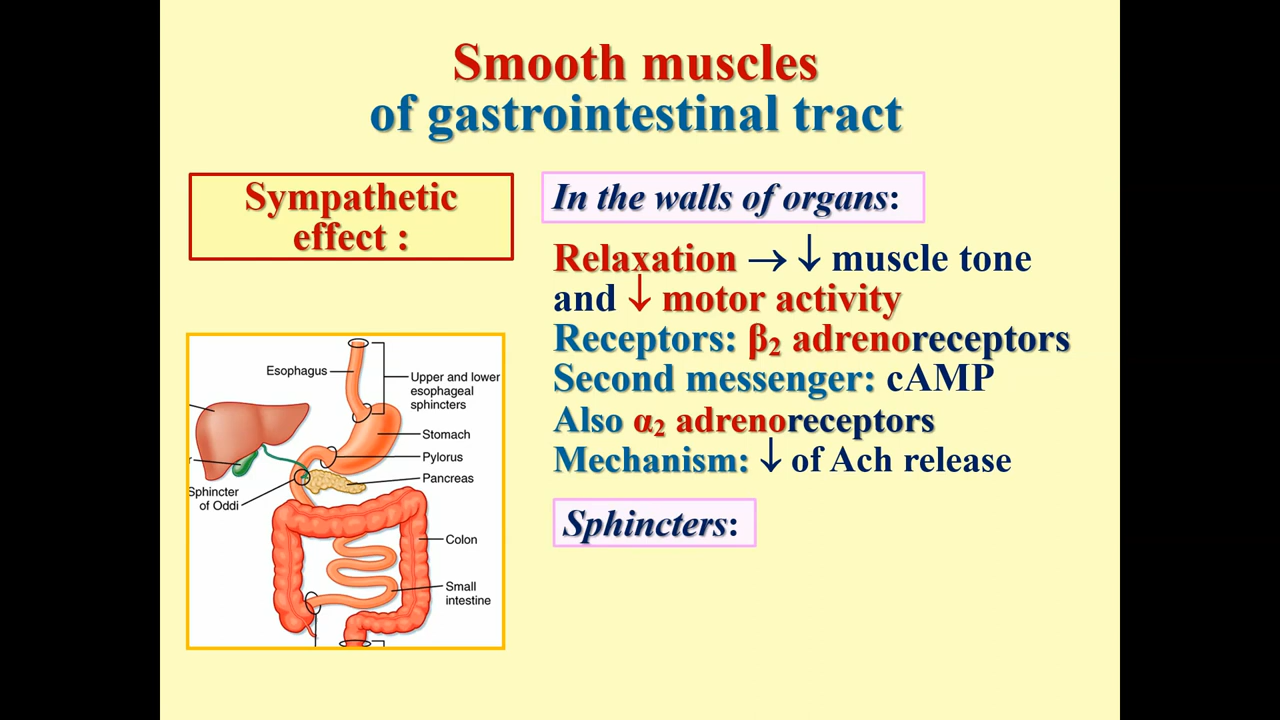 Smooth muscles
of gastrointestinal tract
Sympathetic
effect :
In the walls of organs:
Relaxation → ↓ muscle tone
and ↓ motor activity
Receptors: β₂ adrenoreceptors
Second messenger: cAMP
Also α₂ adrenoreceptors
Mechanism: ↓ of Ach release
Sphincters:
Esophagus
Upper and lower
esophageal
sphincters
Stomach
Pylorus
Pancreas
Sphincter
of Oddi
Colon
Small
intestine